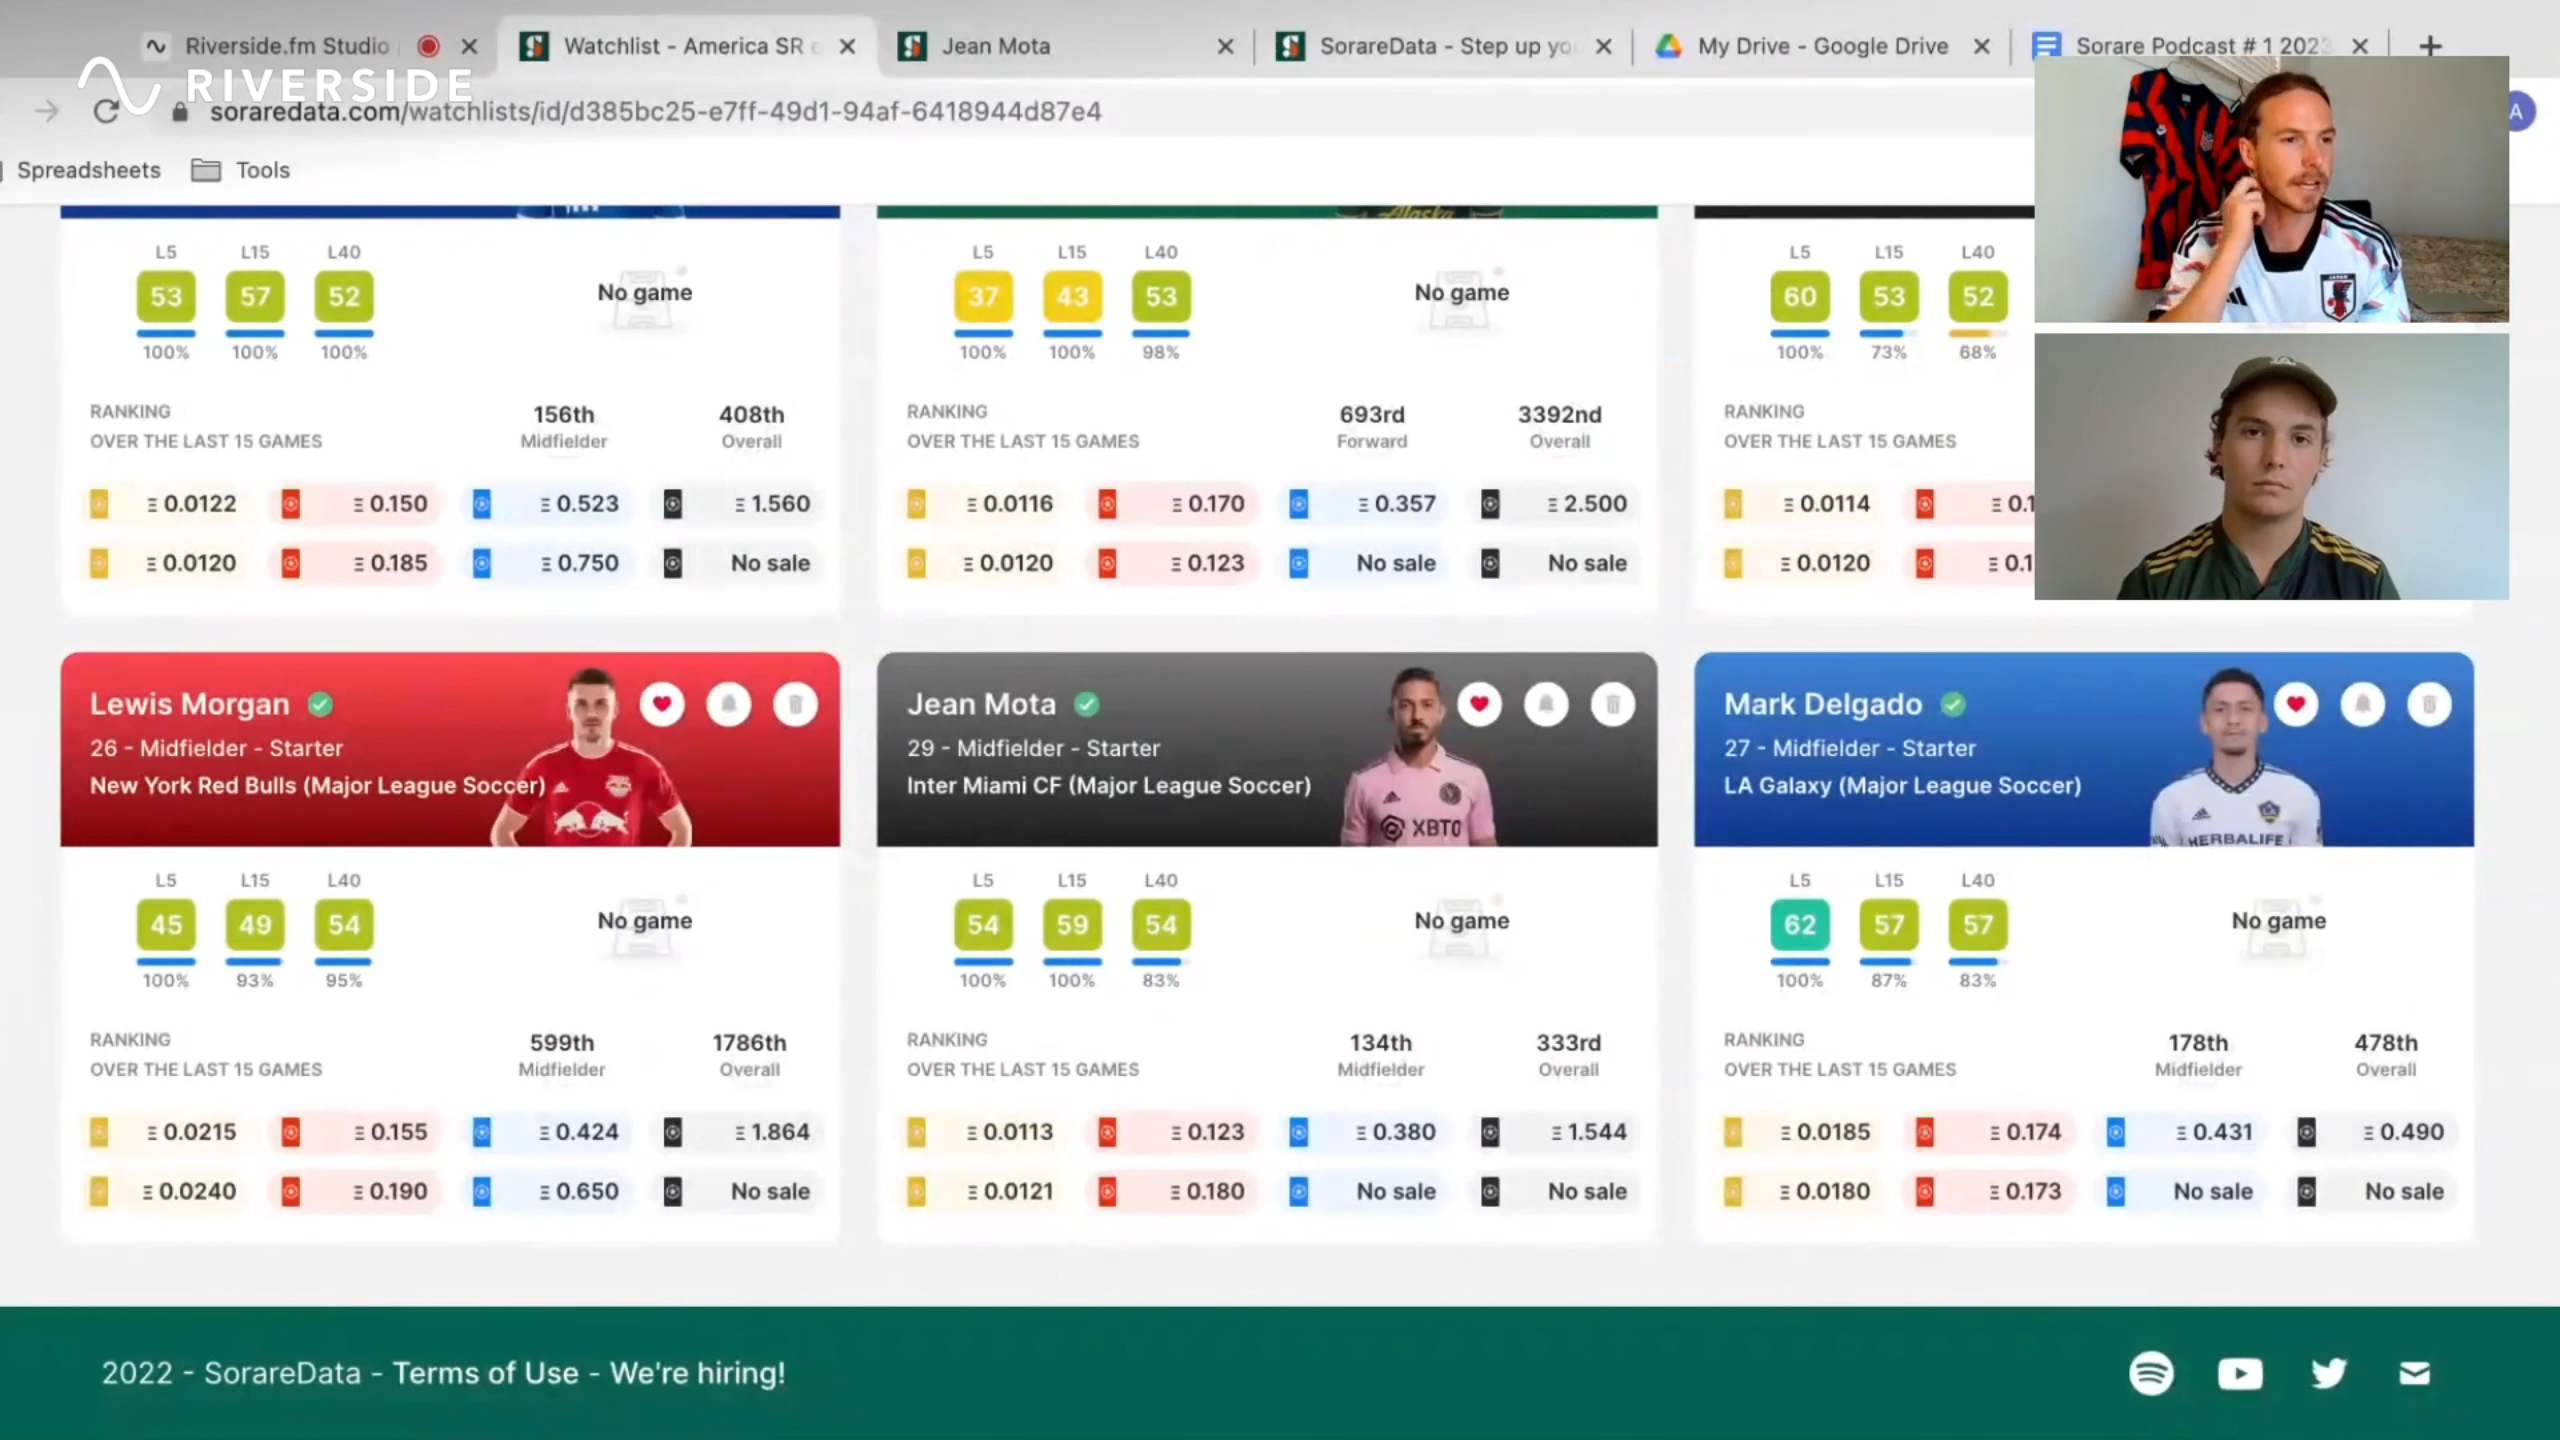 Riverside.fm Studio
Watchlist - America SR
Jean Mota
SorareData - Step up yo
My Drive - Google Drive
Sorare Podcast # 1 2023
RIVERSIDE
soraredata.com/watchlists/id/d385bc25-e7ff-49d1-94af-6418944d87e4
A
Spreadsheets
Tools
Alaska
L5 L15 L40
53 57 52
No game
100% 100% 100%
RANKING
OVER THE LAST 15 GAMES
156th 408th
Midfielder Overall
Ξ 0.0122 Ξ 0.150 Ξ 0.523 Ξ 1.560
Ξ 0.0120 Ξ 0.185 Ξ 0.750 No sale
L5 L15 L40
37 43 53
No game
100% 100% 98%
RANKING
OVER THE LAST 15 GAMES
693rd 3392nd
Forward Overall
Ξ 0.0116 Ξ 0.170 Ξ 0.357 Ξ 2.500
Ξ 0.0120 Ξ 0.123 No sale No sale
L5 L15 L40
60 53 52
100% 73% 68%
RANKING
OVER THE LAST 15 GAMES
Ξ 0.0114 Ξ 0.1
Ξ 0.0120 Ξ 0.1
JAPAN
Lewis Morgan
26 - Midfielder - Starter
New York Red Bulls (Major League Soccer)
L5 L15 L40
45 49 54
No game
100% 93% 95%
RANKING
OVER THE LAST 15 GAMES
599th 1786th
Midfielder Overall
Ξ 0.0215 Ξ 0.155 Ξ 0.424 Ξ 1.864
Ξ 0.0240 Ξ 0.190 Ξ 0.650 No sale
Jean Mota
29 - Midfielder - Starter
Inter Miami CF (Major League Soccer)
XBTO
L5 L15 L40
54 59 54
No game
100% 100% 83%
RANKING
OVER THE LAST 15 GAMES
134th 333rd
Midfielder Overall
Ξ 0.0113 Ξ 0.123 Ξ 0.380 Ξ 1.544
Ξ 0.0121 Ξ 0.180 No sale No sale
Mark Delgado
27 - Midfielder - Starter
LA Galaxy (Major League Soccer)
HERBALIFE
L5 L15 L40
62 57 57
No game
100% 87% 83%
RANKING
OVER THE LAST 15 GAMES
178th 478th
Midfielder Overall
Ξ 0.0185 Ξ 0.174 Ξ 0.431 Ξ 0.490
Ξ 0.0180 Ξ 0.173 No sale No sale
2022 - SorareData - Terms of Use - We're hiring!